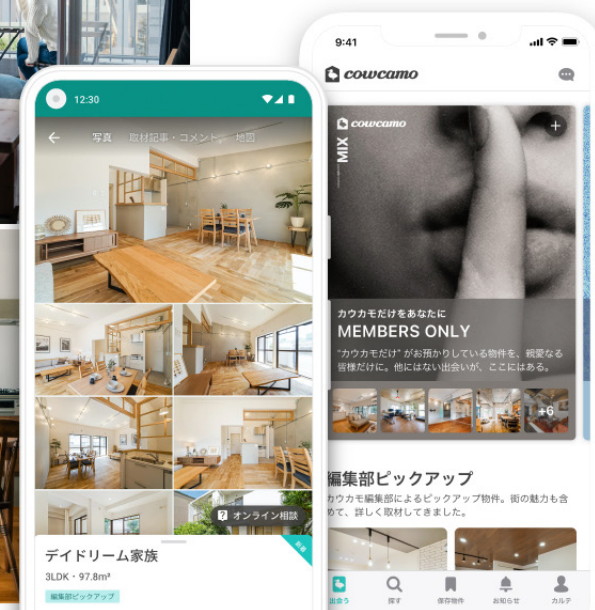 12:30
写真 取材記事・コメント 地図
オンライン相談
新着
デイドリーム家族
3LDK・97.8m²
編集部ピックアップ
9:41
cowcamo
cowcamo
MIX
カウカモだけをあなたに
MEMBERS ONLY
“カウカモだけ” がお預かりしている物件を、親愛なる
皆様だけに。他にはない出会いが、ここにはある。
+6
編集部ピックアップ
カウカモ編集部によるピックアップ物件。街の魅力も含
めて、詳しく取材してきました。
出会う 探す 保存物件 お知らせ カルテ